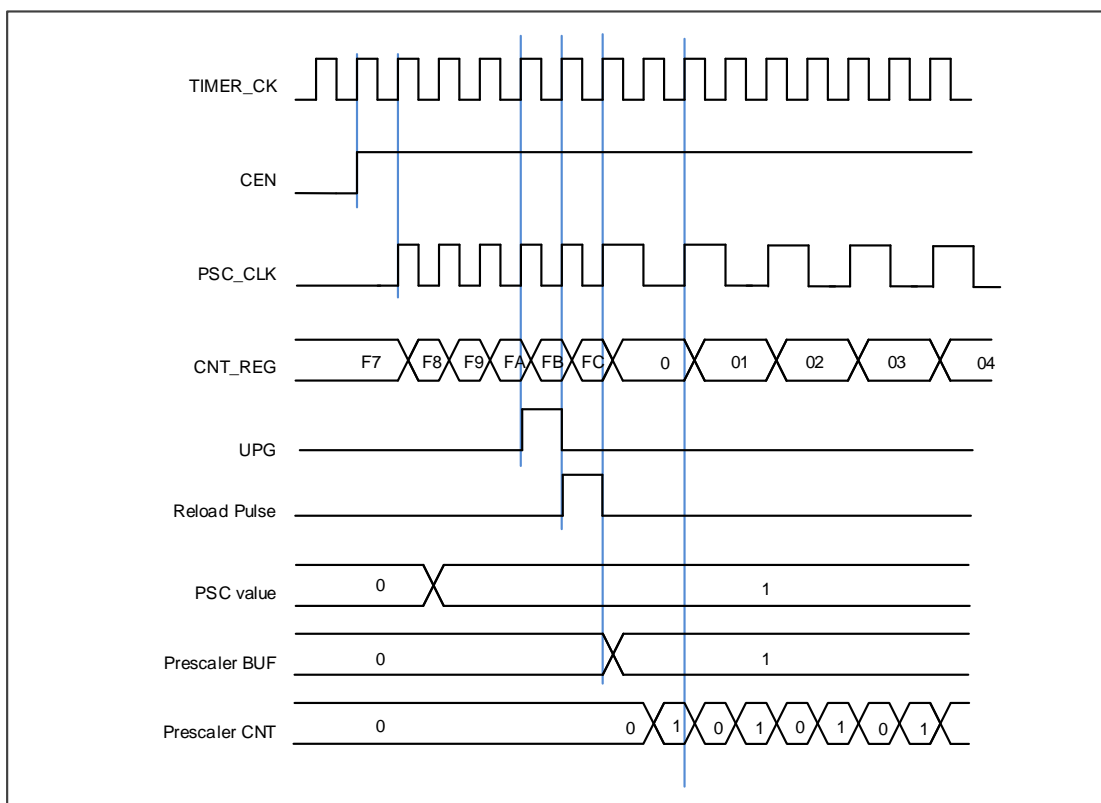 TIMER_CK
CEN
PSC_CLK
CNT_REG F7 F8 F9 FA FB FC 0 01 02 03 04
UPG
Reload Pulse
PSC value 0 1
Prescaler BUF 0 1
Prescaler CNT 0 0 1 0 1 0 1 0 1